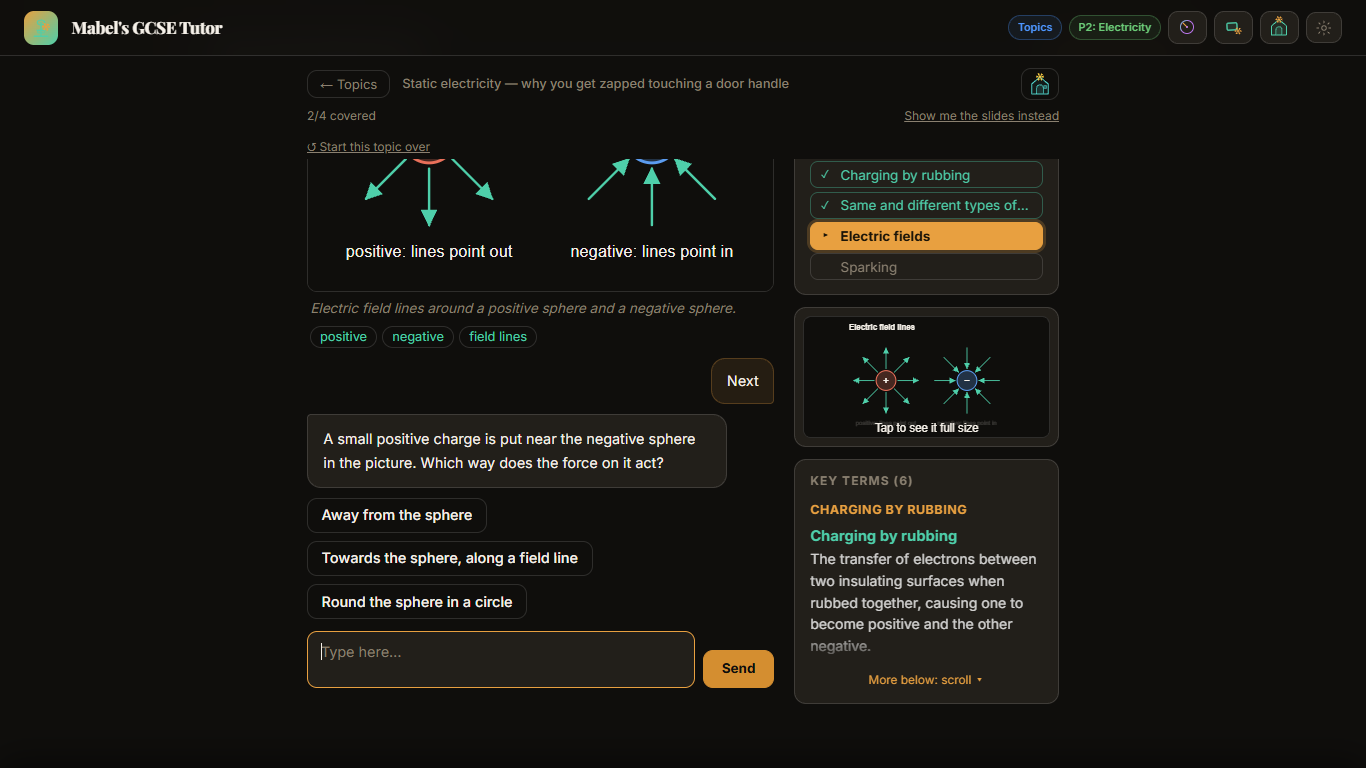 Mabel's GCSE Tutor
Topics
P2: Electricity
← Topics
Static electricity — why you get zapped touching a door handle
2/4 covered
Show me the slides instead
↺ Start this topic over
positive: lines point out
negative: lines point in
Electric field lines around a positive sphere and a negative sphere.
positive
negative
field lines
Next
A small positive charge is put near the negative sphere
in the picture. Which way does the force on it act?
Away from the sphere
Towards the sphere, along a field line
Round the sphere in a circle
Type here...
Send
✓ Charging by rubbing
✓ Same and different types of...
▸ Electric fields
Sparking
Electric field lines
+
−
Tap to see it full size
KEY TERMS (6)
CHARGING BY RUBBING
Charging by rubbing
The transfer of electrons between
two insulating surfaces when
rubbed together, causing one to
become positive and the other
negative.
More below: scroll ▾